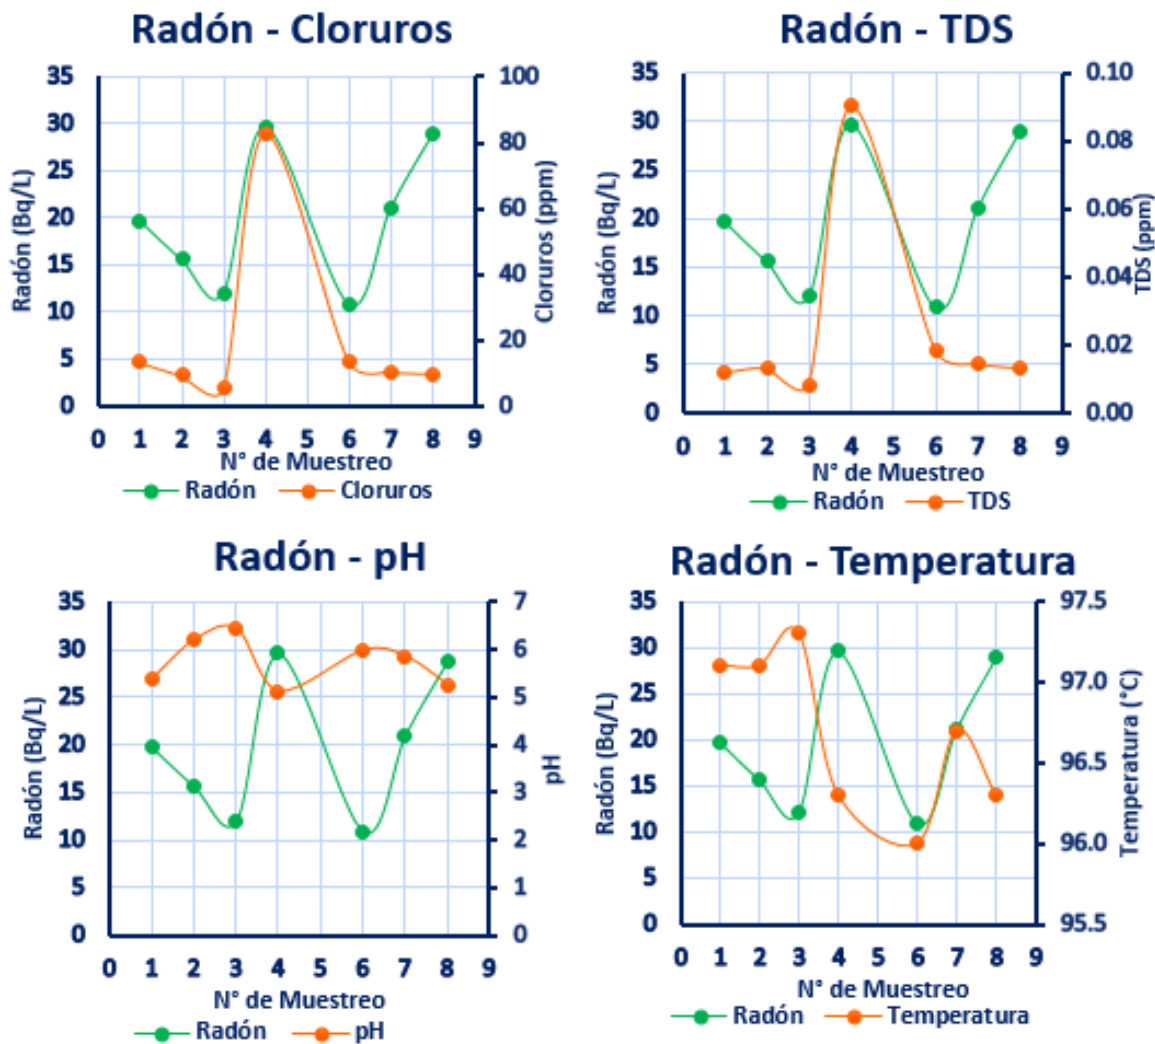 Radón - Cloruros
35
30
25
20
15
10
5
0
Radón (Bq/L)
100
80
60
40
20
0
Cloruros (ppm)
0 1 2 3 4 5 6 7 8 9
N° de Muestreo
Radón Cloruros
Radón - TDS
35
30
25
20
15
10
5
0
Radón (Bq/L)
0.10
0.08
0.06
0.04
0.02
0.00
TDS (ppm)
0 1 2 3 4 5 6 7 8 9
N° de Muestreo
Radón TDS
Radón - pH
35
30
25
20
15
10
5
0
Radón (Bq/L)
7
6
5
4
3
2
1
0
pH
0 1 2 3 4 5 6 7 8 9
N° de Muestreo
Radón pH
Radón - Temperatura
35
30
25
20
15
10
5
0
Radón (Bq/L)
97.5
97.0
96.5
96.0
95.5
Temperatura (°C)
0 1 2 3 4 5 6 7 8 9
N° de Muestreo
Radón Temperatura